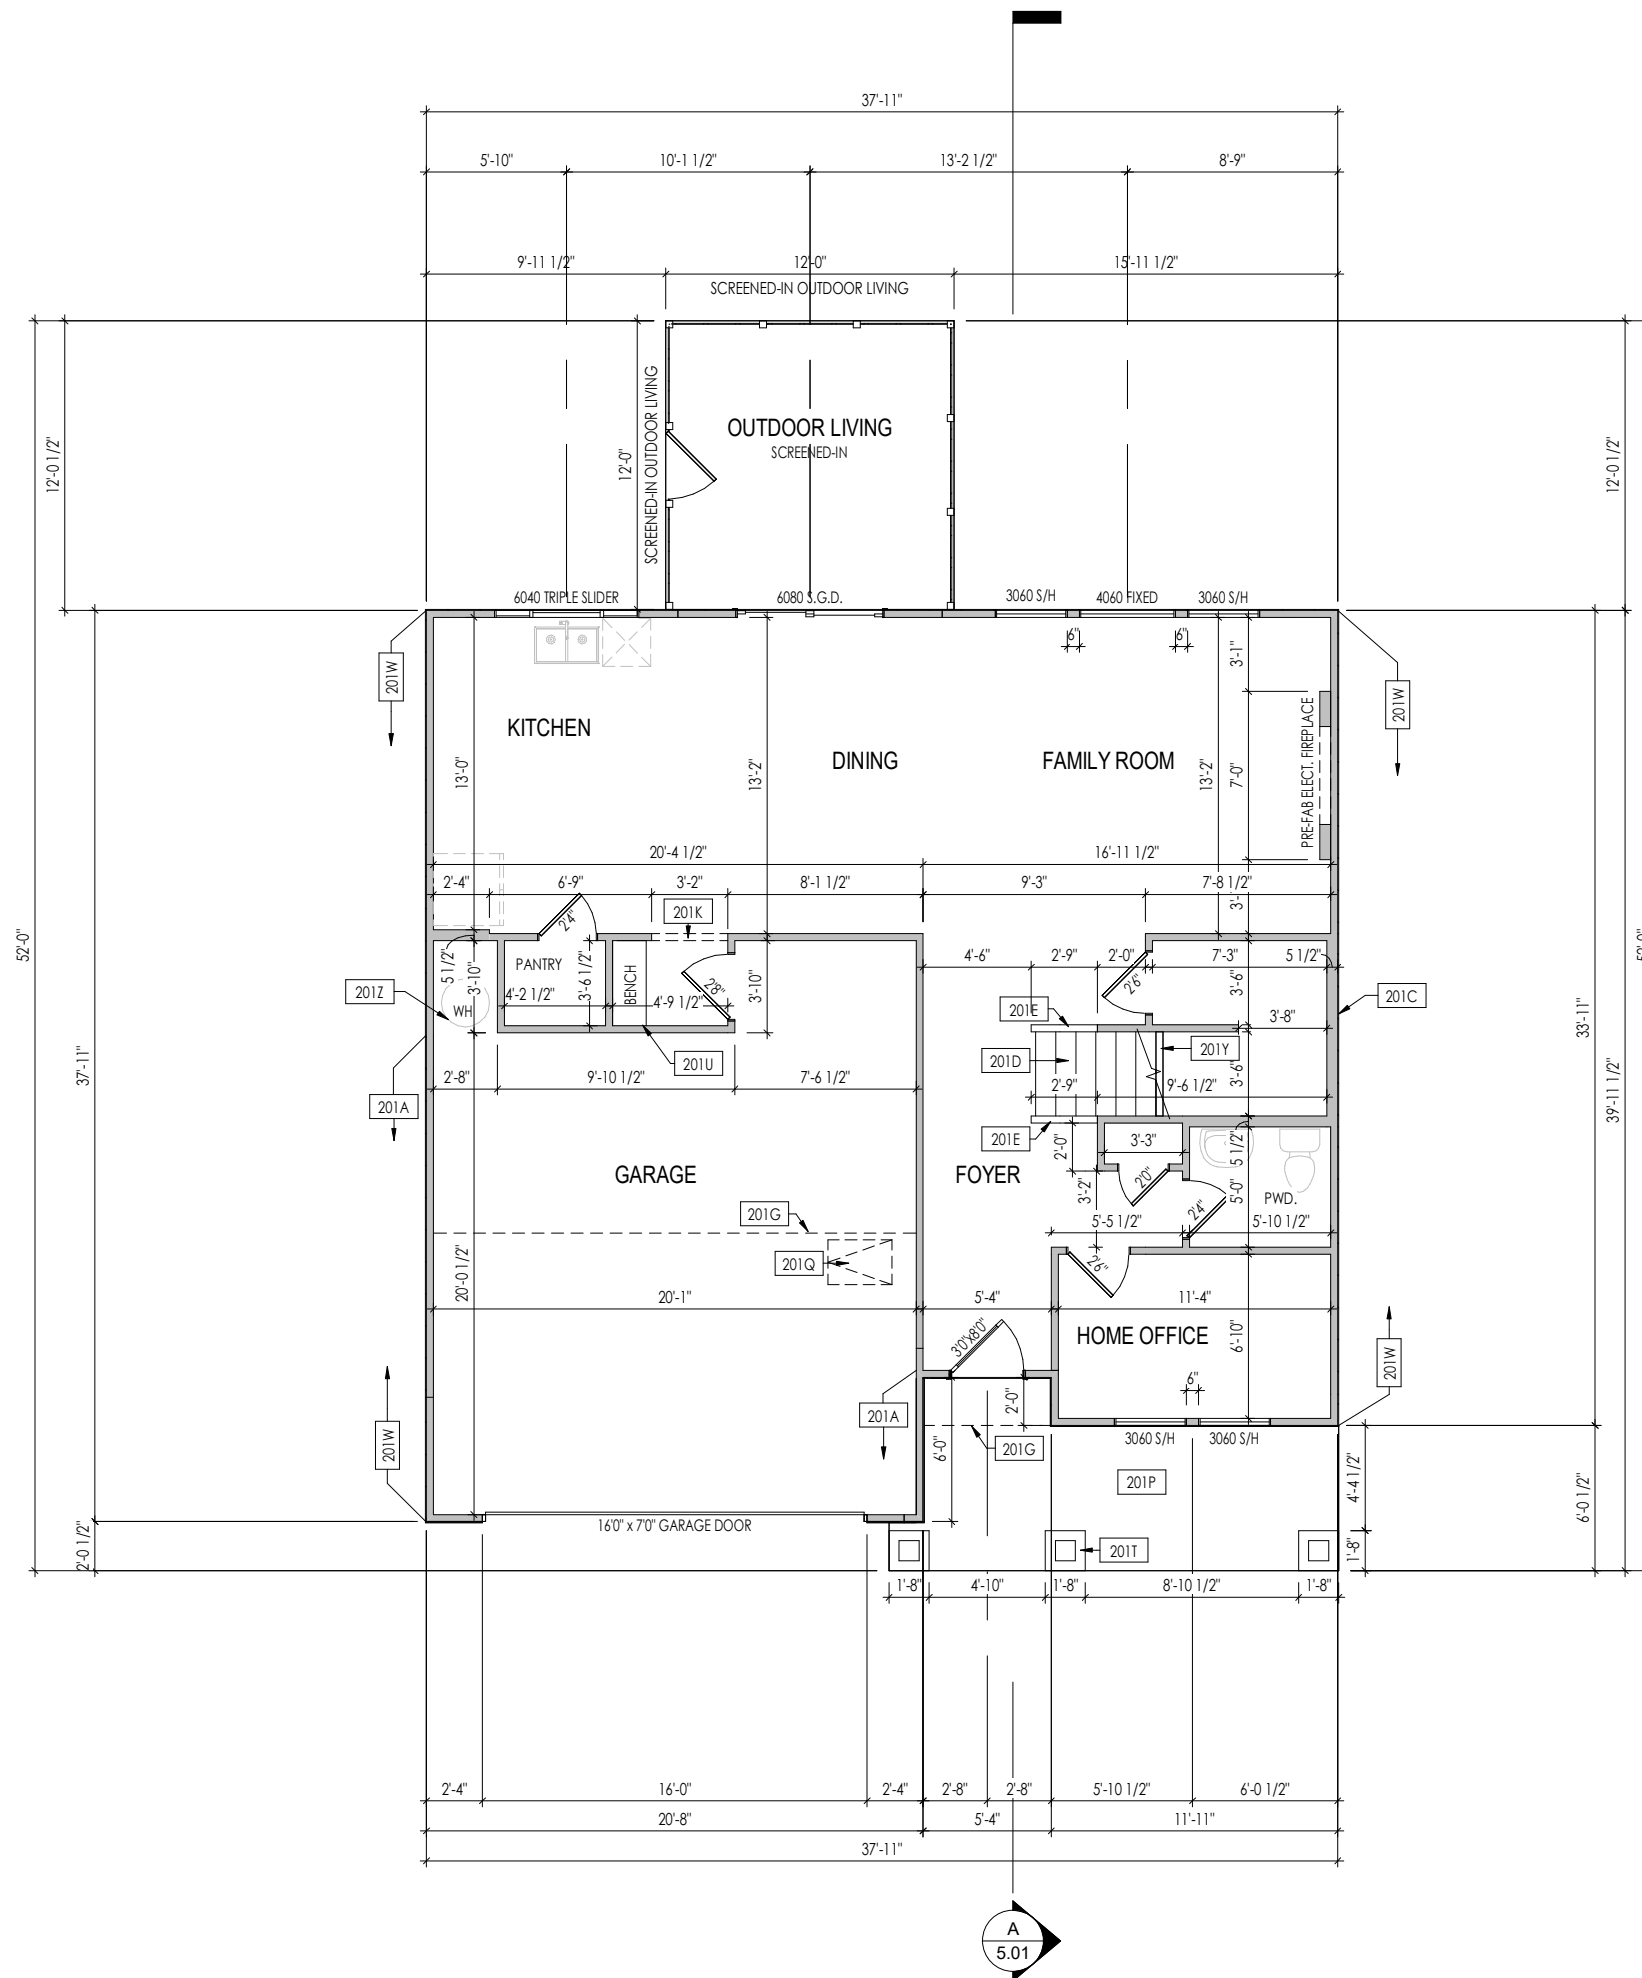 37'-11"
5'-10"
10'-1 1/2"
13'-2 1/2"
8'-9"
9'-11 1/2"
12'-0"
15'-11 1/2"
SCREENED-IN OUTDOOR LIVING
SCREENED-IN OUTDOOR LIVING
12'-0"
12'-0 1/2"
12'-0 1/2"
OUTDOOR LIVING
SCREENED-IN
6040 TRIPLE SLIDER
6080 S.G.D.
3060 S/H
4060 FIXED
3060 S/H
6"
6"
3'-1"
201W
201W
KITCHEN
DINING
FAMILY ROOM
13'-0"
13'-2"
13'-2"
7'-0"
PRE-FAB ELECT. FIREPLACE
20'-4 1/2"
16'-11 1/2"
2'-4"
6'-9"
3'-2"
8'-1 1/2"
9'-3"
7'-8 1/2"
201K
2'4"
52'-0"
5 1/2"
3'-10"
PANTRY
3'-6 1/2"
BENCH
2'8"
3'-10"
4'-6"
2'-9"
2'-0"
7'-3"
5 1/2"
2'6"
3'-6"
201Z
WH
4'-2 1/2"
4'-9 1/2"
201E
3'-8"
201C
33'-11"
201U
201D
201Y
3'-6"
37'-11"
2'-8"
9'-10 1/2"
7'-6 1/2"
2'-9"
9'-6 1/2"
201A
39'-11 1/2"
201E
2'-0"
3'-3"
5 1/2"
GARAGE
FOYER
3'-2"
2'0"
5'-0"
PWD.
201G
2'4"
5'-5 1/2"
5'-10 1/2"
20'-0 1/2"
201Q
2'6"
20'-1"
5'-4"
11'-4"
3'0"x8'0"
HOME OFFICE
6'-10"
201W
6"
2'-0"
201A
201W
6'-0"
201G
3060 S/H
3060 S/H
201P
4'-4 1/2"
6'-0 1/2"
16'0" x 7'0" GARAGE DOOR
2'-0 1/2"
201T
1'-8"
1'-8"
4'-10"
1'-8"
8'-10 1/2"
1'-8"
2'-4"
16'-0"
2'-4"
2'-8"
2'-8"
5'-10 1/2"
6'-0 1/2"
20'-8"
5'-4"
11'-11"
37'-11"
A
5.01